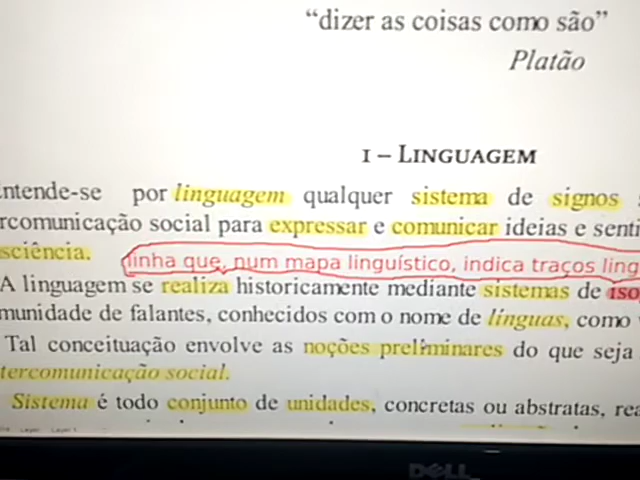 “dizer as coisas como são”
Platão
I – LINGUAGEM
ntende-se por linguagem qualquer sistema de signos s
rcomunicação social para expressar e comunicar ideias e senti
sciência.
linha que, num mapa linguístico, indica traços ling
A linguagem se realiza historicamente mediante sistemas de iso
munidade de falantes, conhecidos com o nome de línguas, como
Tal conceituação envolve as noções preliminares do que seja
tercomunicação social.
Sistema é todo conjunto de unidades, concretas ou abstratas, rea
DELL